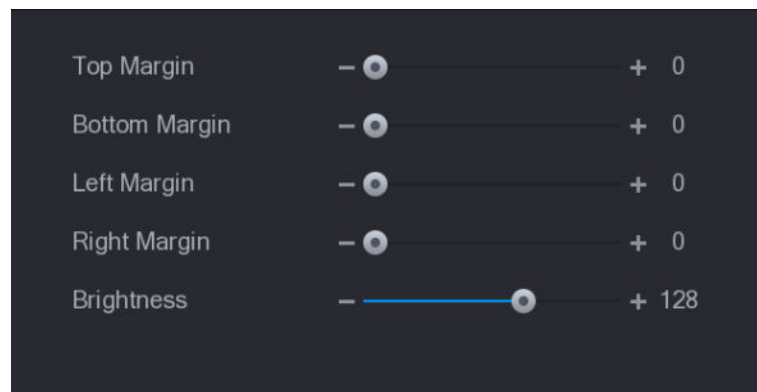 Top Margin − + 0
Bottom Margin − + 0
Left Margin − + 0
Right Margin − + 0
Brightness − + 128